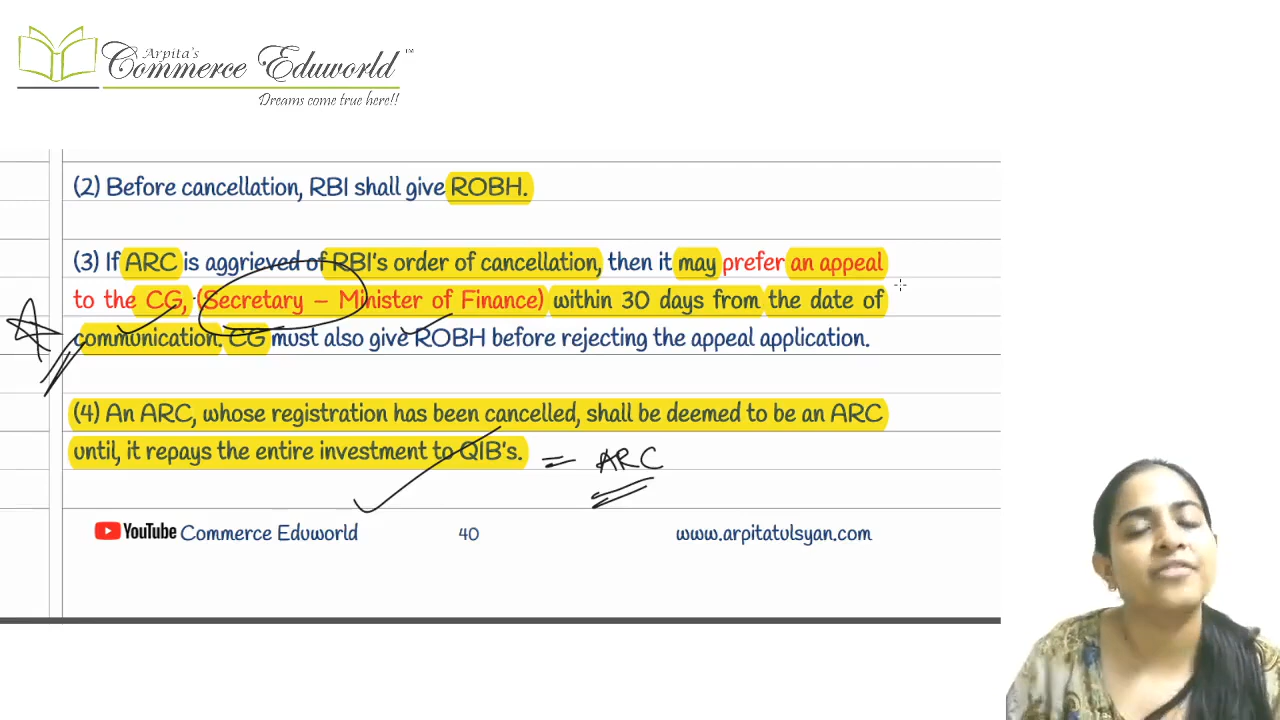 Arpita's
Commerce Eduworld™
Dreams come true here!!
(2) Before cancellation, RBI shall give ROBH.
(3) If ARC is aggrieved of RBI's order of cancellation, then it may prefer an appeal
to the CG, (Secretary – Minister of Finance) within 30 days from the date of
communication. CG must also give ROBH before rejecting the appeal application.
(4) An ARC, whose registration has been cancelled, shall be deemed to be an ARC
until, it repays the entire investment to QIB's.
= ARC
YouTube Commerce Eduworld 40 www.arpitatulsyan.com